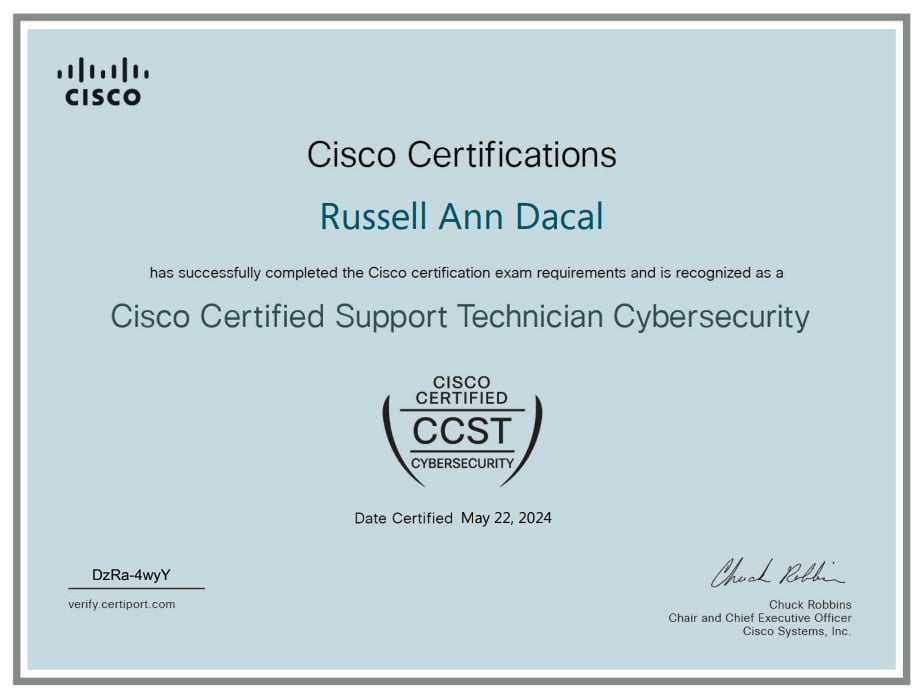 CISCO
Cisco Certifications
Russell Ann Dacal
has successfully completed the Cisco certification exam requirements and is recognized as a
Cisco Certified Support Technician Cybersecurity
CISCO
CERTIFIED
CCST
CYBERSECURITY
Date Certified May 22, 2024
DzRa-4wyY
verify.certiport.com
Chuck Robbins
Chuck Robbins
Chair and Chief Executive Officer
Cisco Systems, Inc.